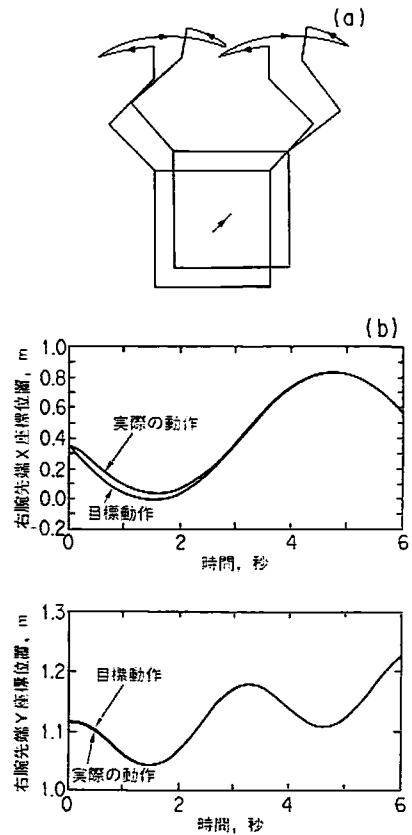 (a)
(b)
右腕先端X座標位置, m
1.0
0.8
0.6
0.4
0.2
0.0
-0.2
実際の動作
目標動作
0 2 4 6
時間, 秒
右腕先端Y座標位置, m
1.3
1.2
1.1
1.0
目標動作
実際の動作
0 2 4 6
時間, 秒